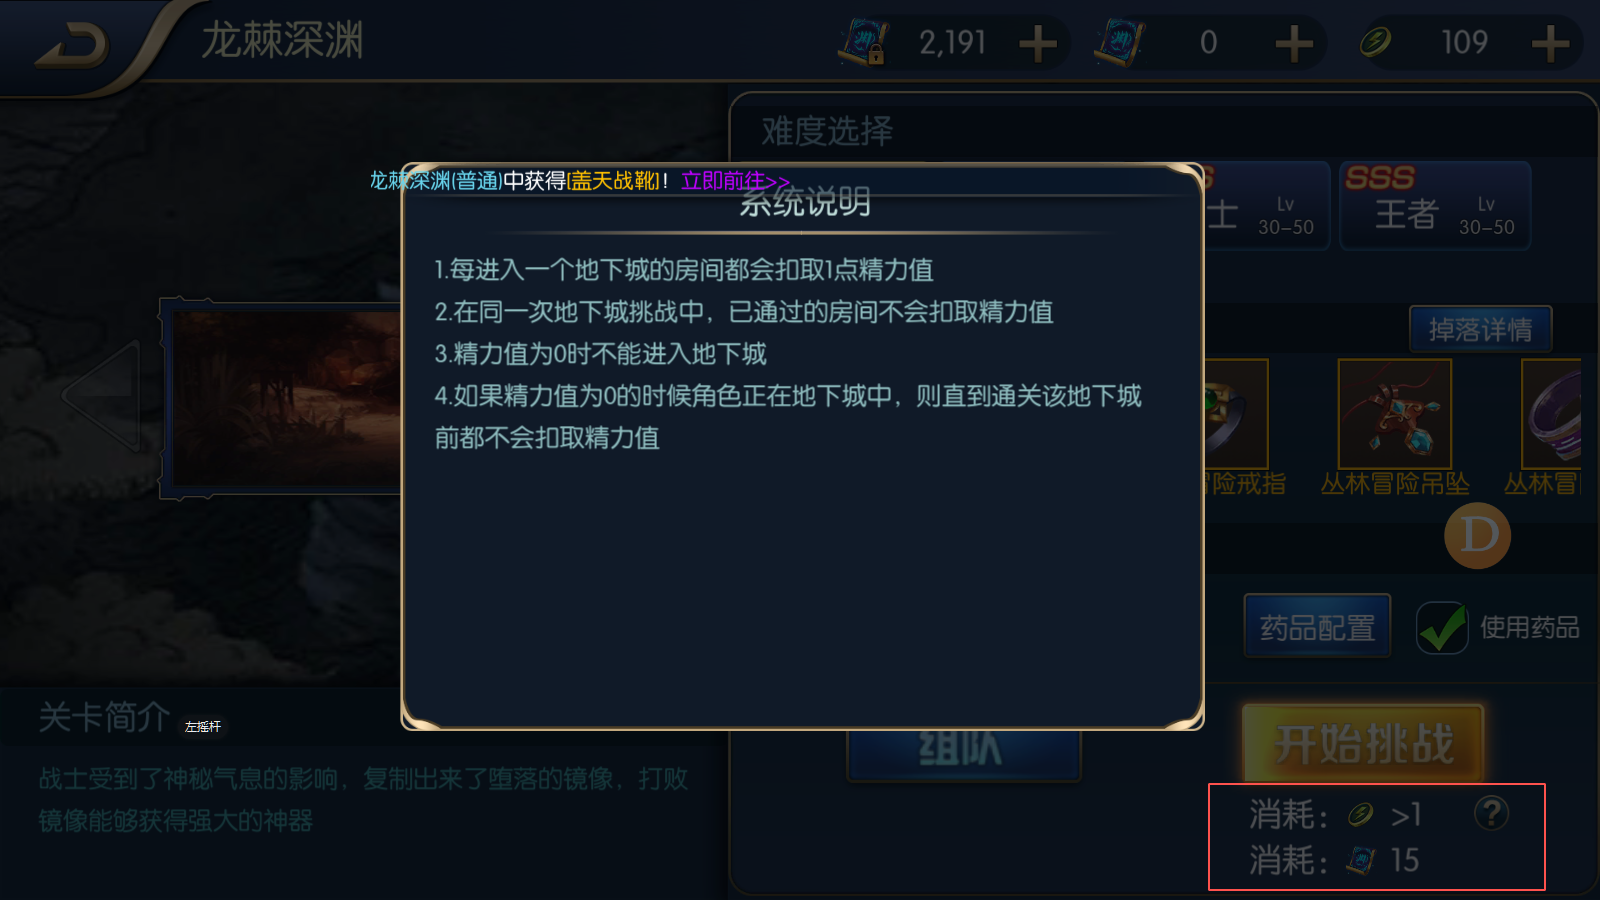 龙棘深渊
2,191
0
109
难度选择
龙棘深渊(普通)中获得[盖天战靴]! 立即前往>>
系统说明
SSS
士
Lv
30-50
王者
Lv
30-50
1.每进入一个地下城的房间都会扣取1点精力值
2.在同一次地下城挑战中，已通过的房间不会扣取精力值
3.精力值为0时不能进入地下城
4.如果精力值为0的时候角色正在地下城中，则直到通关该地下城
前都不会扣取精力值
掉落详情
冒险戒指
丛林冒险吊坠
丛林冒
D
药品配置
使用药品
关卡简介
左摇杆
战士受到了神秘气息的影响，复制出来了堕落的镜像，打败
镜像能够获得强大的神器
组队
开始挑战
消耗： >1
?
消耗： 15